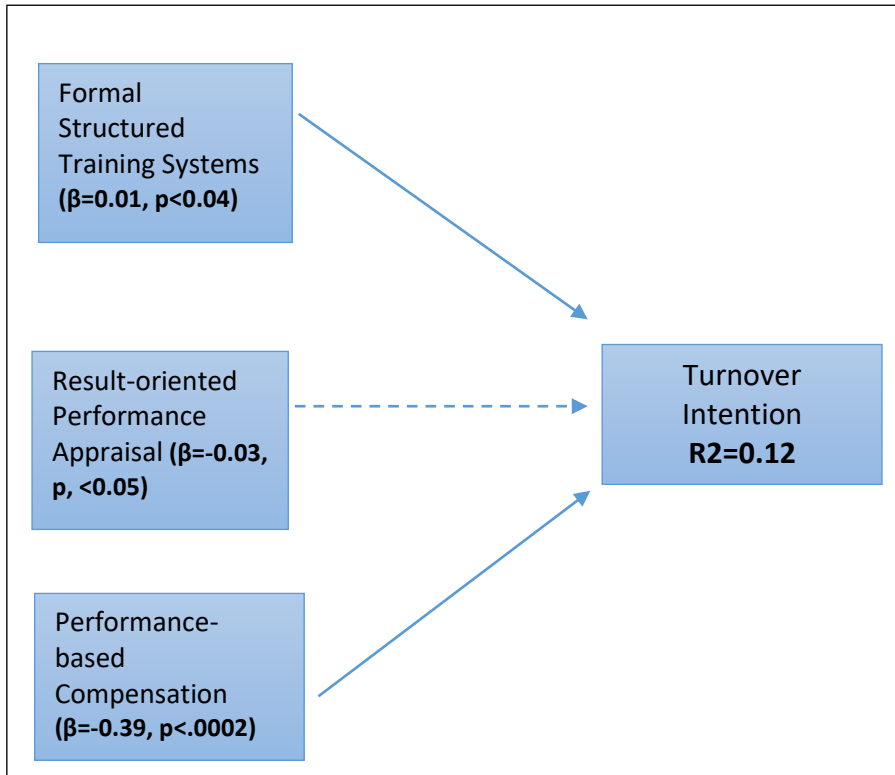 Formal
Structured
Training Systems
(β=0.01, p<0.04)
Result-oriented
Performance
Appraisal (β=-0.03,
p, <0.05)
Turnover
Intention
R2=0.12
Performance-
based
Compensation
(β=-0.39, p<.0002)